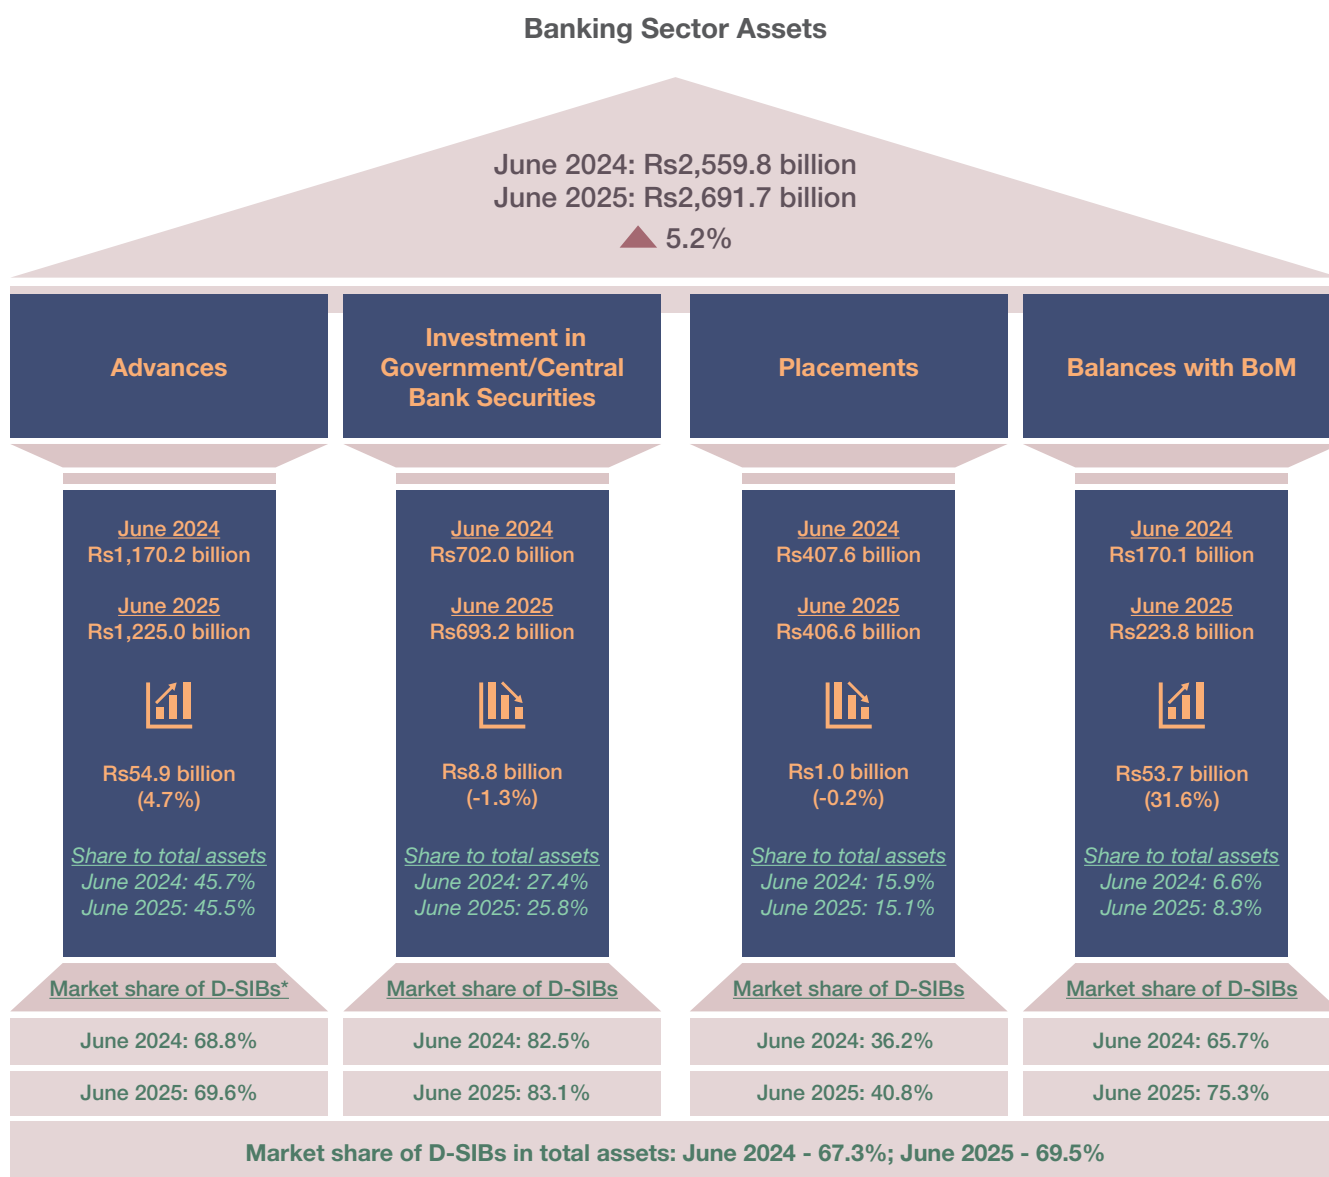 Banking Sector Assets
June 2024: Rs2,559.8 billion
June 2025: Rs2,691.7 billion
5.2%
Advances
June 2024
Rs1,170.2 billion
June 2025
Rs1,225.0 billion
Rs54.9 billion
(4.7%)
Share to total assets
June 2024: 45.7%
June 2025: 45.5%
Market share of D-SIBs*
June 2024: 68.8%
June 2025: 69.6%
Investment in
Government/Central
Bank Securities
June 2024
Rs702.0 billion
June 2025
Rs693.2 billion
Rs8.8 billion
(-1.3%)
Share to total assets
June 2024: 27.4%
June 2025: 25.8%
Market share of D-SIBs
June 2024: 82.5%
June 2025: 83.1%
Placements
June 2024
Rs407.6 billion
June 2025
Rs406.6 billion
Rs1.0 billion
(-0.2%)
Share to total assets
June 2024: 15.9%
June 2025: 15.1%
Market share of D-SIBs
June 2024: 36.2%
June 2025: 40.8%
Balances with BoM
June 2024
Rs170.1 billion
June 2025
Rs223.8 billion
Rs53.7 billion
(31.6%)
Share to total assets
June 2024: 6.6%
June 2025: 8.3%
Market share of D-SIBs
June 2024: 65.7%
June 2025: 75.3%
Market share of D-SIBs in total assets: June 2024 - 67.3%; June 2025 - 69.5%